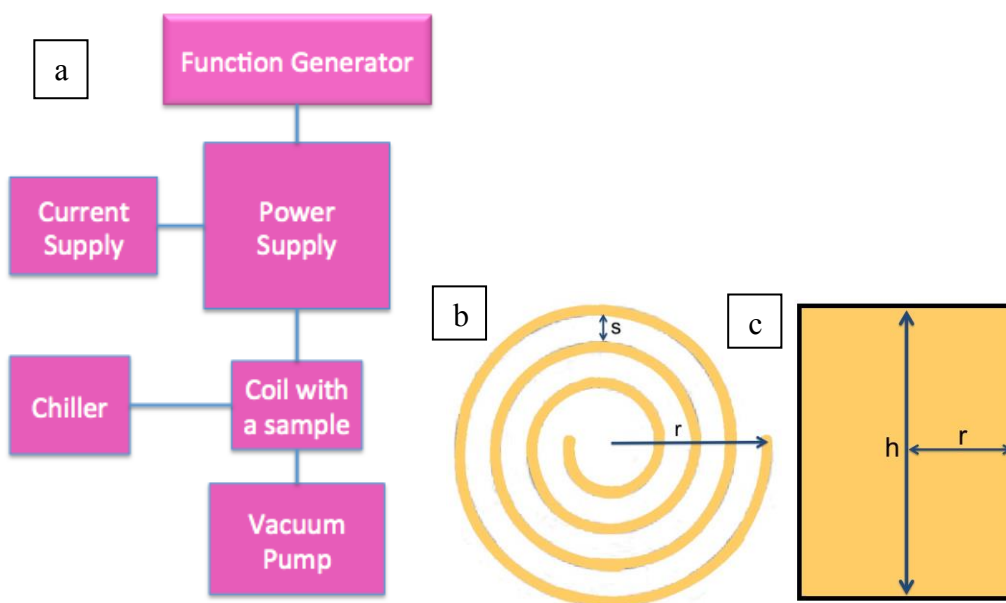 a
Function Generator
Current
Supply
Power
Supply
Chiller
Coil with
a sample
Vacuum
Pump
b
s
r
c
h
r